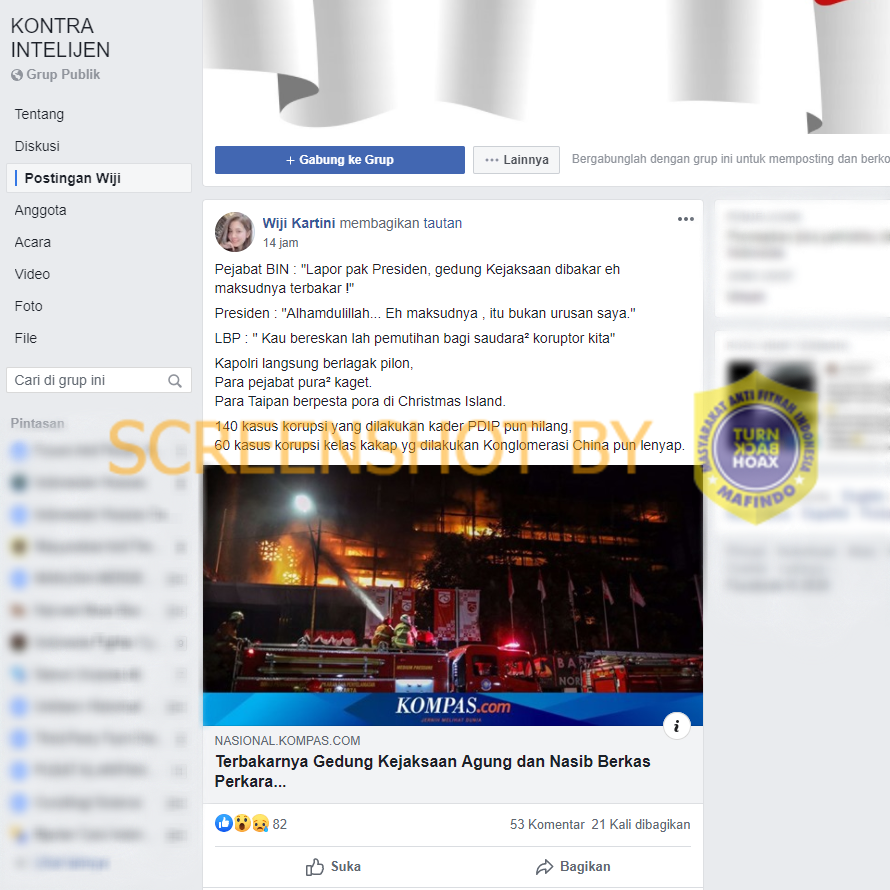 KONTRA
INTELIJEN
Grup Publik
Tentang
Diskusi
Postingan Wiji
Anggota
Acara
Video
Foto
File
Cari di grup ini
Pintasan
+ Gabung ke Grup
••• Lainnya
Bergabunglah dengan grup ini untuk memposting dan berko
Wiji Kartini membagikan tautan
14 jam
Pejabat BIN : "Lapor pak Presiden, gedung Kejaksaan dibakar eh
maksudnya terbakar !"
Presiden : "Alhamdulillah... Eh maksudnya , itu bukan urusan saya."
LBP : " Kau bereskan lah pemutihan bagi saudara² koruptor kita"
Kapolri langsung berlagak pilon,
Para pejabat pura² kaget.
Para Taipan berpesta pora di Christmas Island.
140 kasus korupsi yang dilakukan kader PDIP pun hilang,
60 kasus korupsi kelas kakap yg dilakukan Konglomerasi China pun lenyap.
SCREENSHOT BY
MASYARAKAT ANTI FITNAH INDONESIA
TURN
BACK
HOAX
MAFINDO
KOMPAS.com
JERNIH MELIHAT DUNIA
NASIONAL.KOMPAS.COM
Terbakarnya Gedung Kejaksaan Agung dan Nasib Berkas
Perkara...
82
53 Komentar 21 Kali dibagikan
Suka
Bagikan